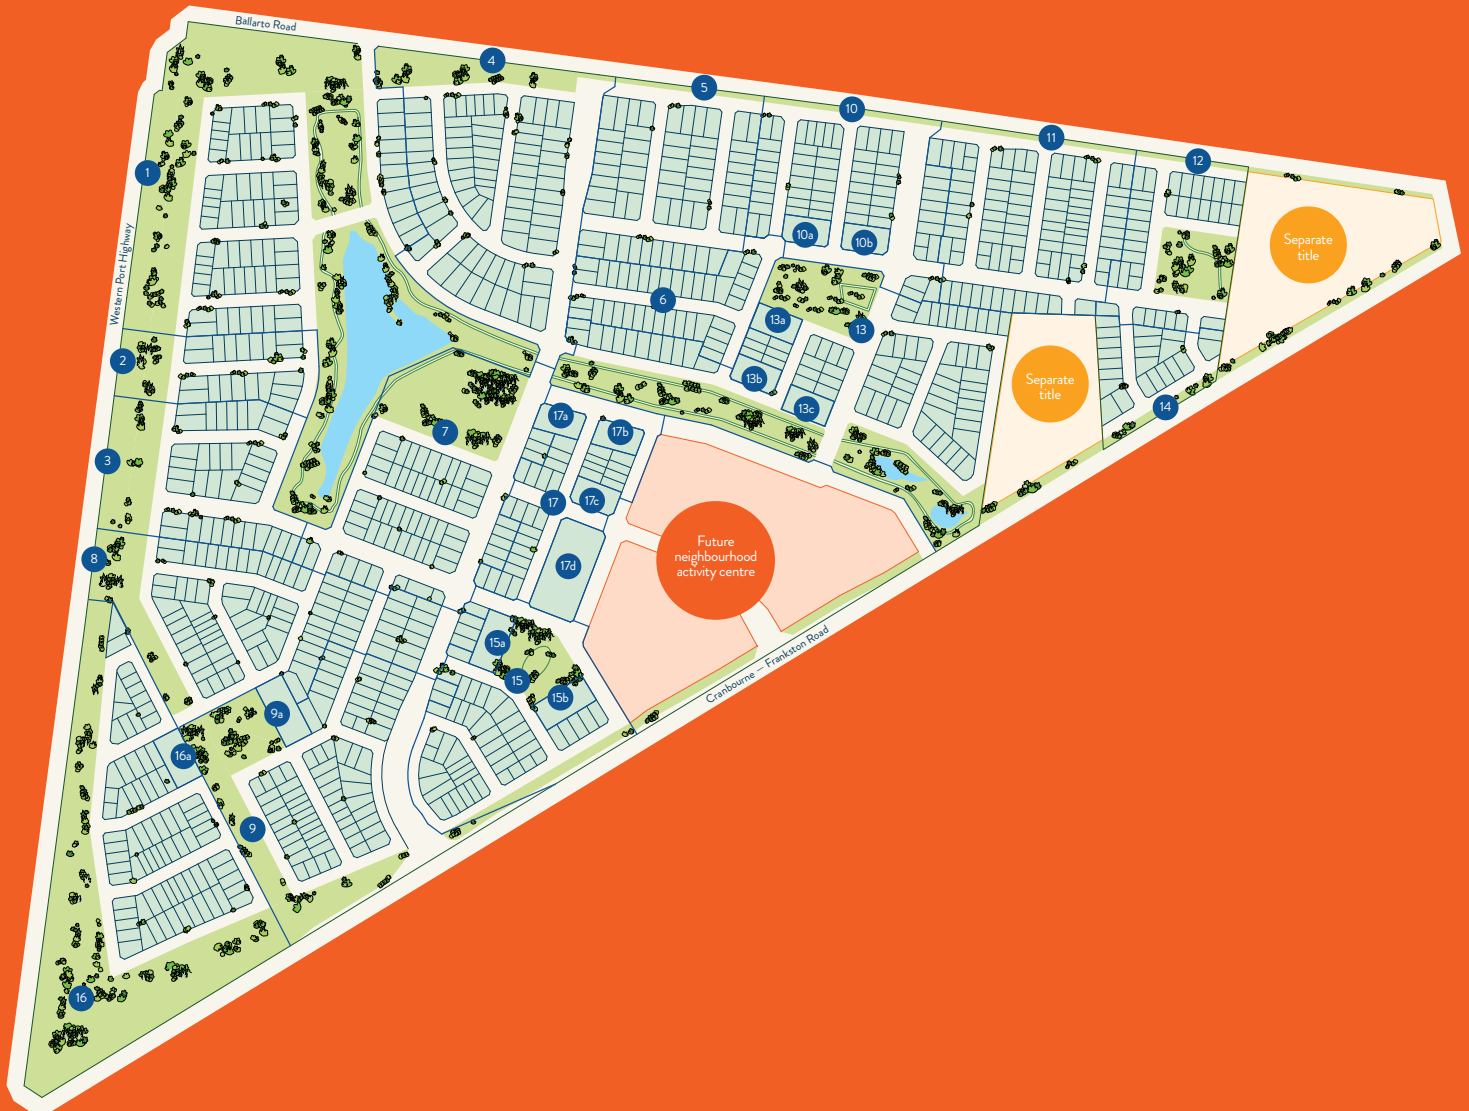 Ballarto Road
4
5
10
11
12
1
Western Port Highway
10a
10b
Separate
title
6
13a
13
2
13b
Separate
title
13c
14
17a
17b
7
3
17
17c
8
17d
Future
neighbourhood
activity centre
15a
15
15b
Cranbourne – Frankston Road
9a
16a
9
16